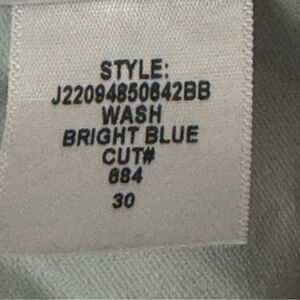 STYLE:
J22094850642BB
WASH
BRIGHT BLUE
CUT#
684
30